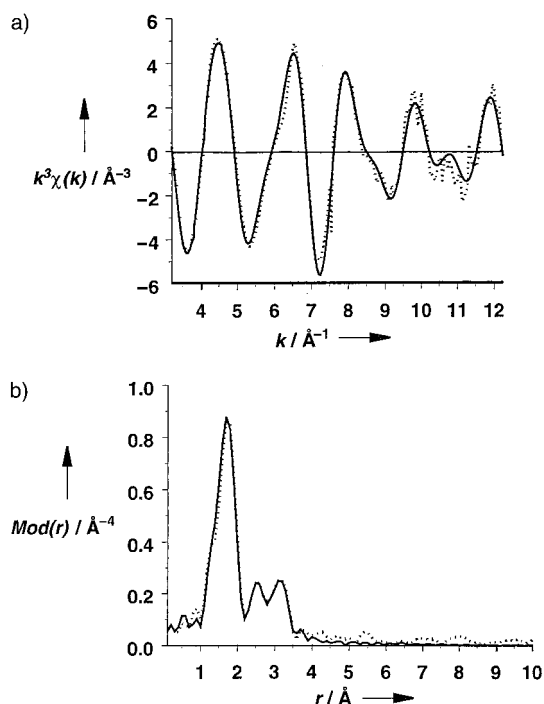 a)
6
4
2
0
−2
−4
−6
k³χ(k) / Å⁻³
4 5 6 7 8 9 10 11 12
k / Å⁻¹
b)
1.0
0.8
0.6
0.4
0.2
0.0
Mod(r) / Å⁻⁴
1 2 3 4 5 6 7 8 9 10
r / Å